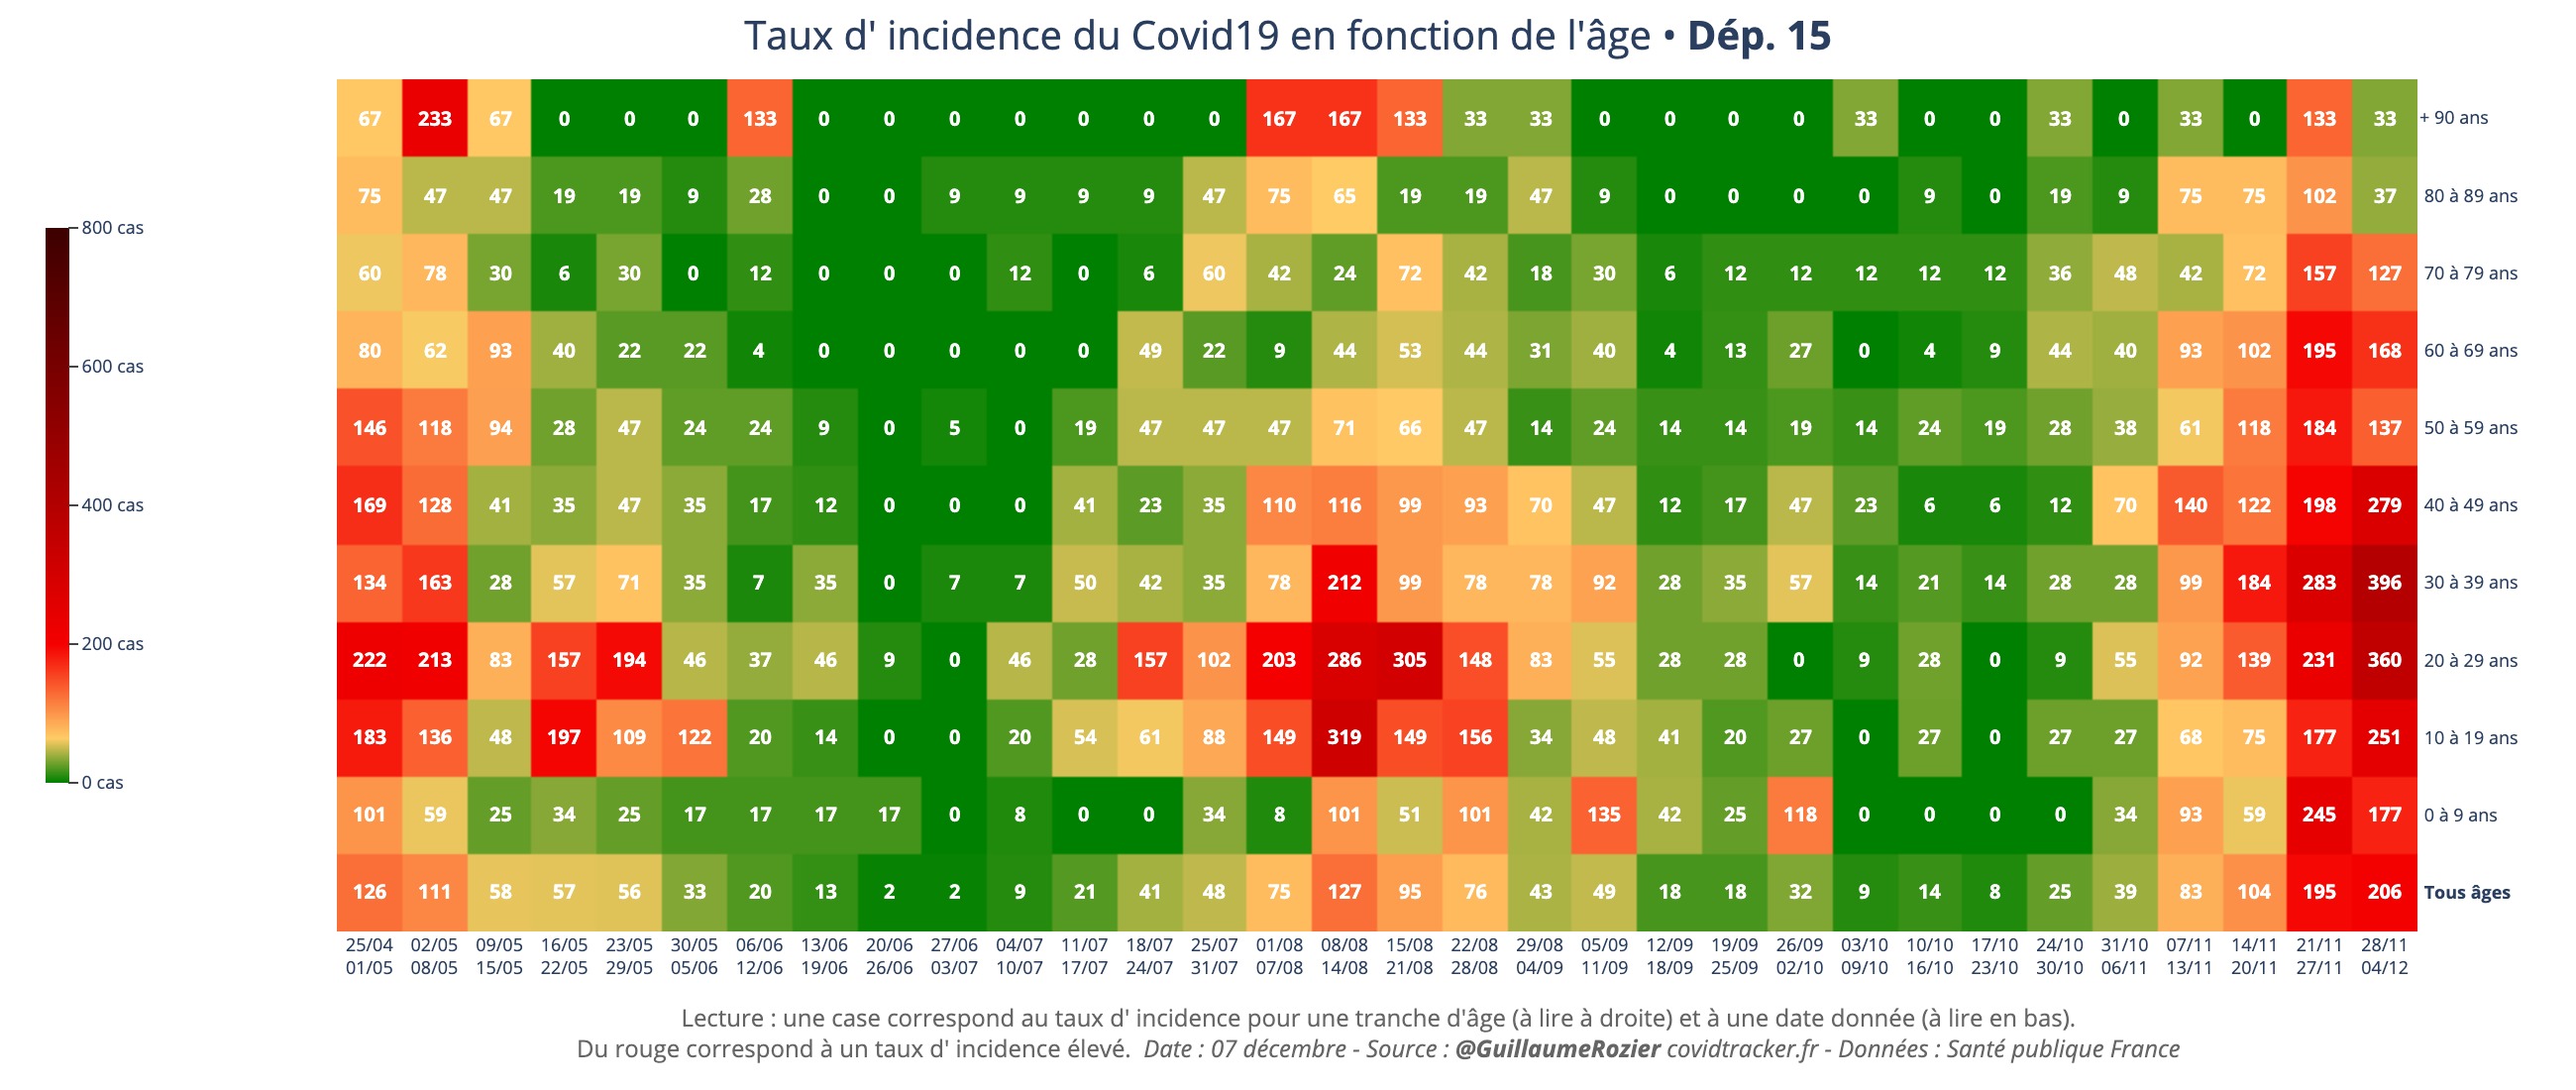 Taux d' incidence du Covid19 en fonction de l'âge • Dép. 15
67 233 67 0 0 0 133 0 0 0 0 0 0 0 167 167 133 33 33 0 0 0 0 33 0 0 33 0 33 0 133 33 + 90 ans
75 47 47 19 19 9 28 0 0 9 9 9 9 47 75 65 19 19 47 9 0 0 0 0 9 0 19 9 75 75 102 37 80 à 89 ans
800 cas
60 78 30 6 30 0 12 0 0 0 12 0 6 60 42 24 72 42 18 30 6 12 12 12 12 12 36 48 42 72 157 127 70 à 79 ans
80 62 93 40 22 22 4 0 0 0 0 0 49 22 9 44 53 44 31 40 4 13 27 0 4 9 44 40 93 102 195 168 60 à 69 ans
600 cas
146 118 94 28 47 24 24 9 0 5 0 19 47 47 47 71 66 47 14 24 14 14 19 14 24 19 28 38 61 118 184 137 50 à 59 ans
400 cas
169 128 41 35 47 35 17 12 0 0 0 41 23 35 110 116 99 93 70 47 12 17 47 23 6 6 12 70 140 122 198 279 40 à 49 ans
134 163 28 57 71 35 7 35 0 7 7 50 42 35 78 212 99 78 78 92 28 35 57 14 21 14 28 28 99 184 283 396 30 à 39 ans
200 cas
222 213 83 157 194 46 37 46 9 0 46 28 157 102 203 286 305 148 83 55 28 28 0 9 28 0 9 55 92 139 231 360 20 à 29 ans
183 136 48 197 109 122 20 14 0 0 20 54 61 88 149 319 149 156 34 48 41 20 27 0 27 0 27 27 68 75 177 251 10 à 19 ans
0 cas
101 59 25 34 25 17 17 17 17 0 8 0 0 34 8 101 51 101 42 135 42 25 118 0 0 0 0 34 93 59 245 177 0 à 9 ans
126 111 58 57 56 33 20 13 2 2 9 21 41 48 75 127 95 76 43 49 18 18 32 9 14 8 25 39 83 104 195 206 Tous âges
25/04 02/05 09/05 16/05 23/05 30/05 06/06 13/06 20/06 27/06 04/07 11/07 18/07 25/07 01/08 08/08 15/08 22/08 29/08 05/09 12/09 19/09 26/09 03/10 10/10 17/10 24/10 31/10 07/11 14/11 21/11 28/11
01/05 08/05 15/05 22/05 29/05 05/06 12/06 19/06 26/06 03/07 10/07 17/07 24/07 31/07 07/08 14/08 21/08 28/08 04/09 11/09 18/09 25/09 02/10 09/10 16/10 23/10 30/10 06/11 13/11 20/11 27/11 04/12
Lecture : une case correspond au taux d' incidence pour une tranche d'âge (à lire à droite) et à une date donnée (à lire en bas).
Du rouge correspond à un taux d' incidence élevé. Date : 07 décembre - Source : @GuillaumeRozier covidtracker.fr - Données : Santé publique France